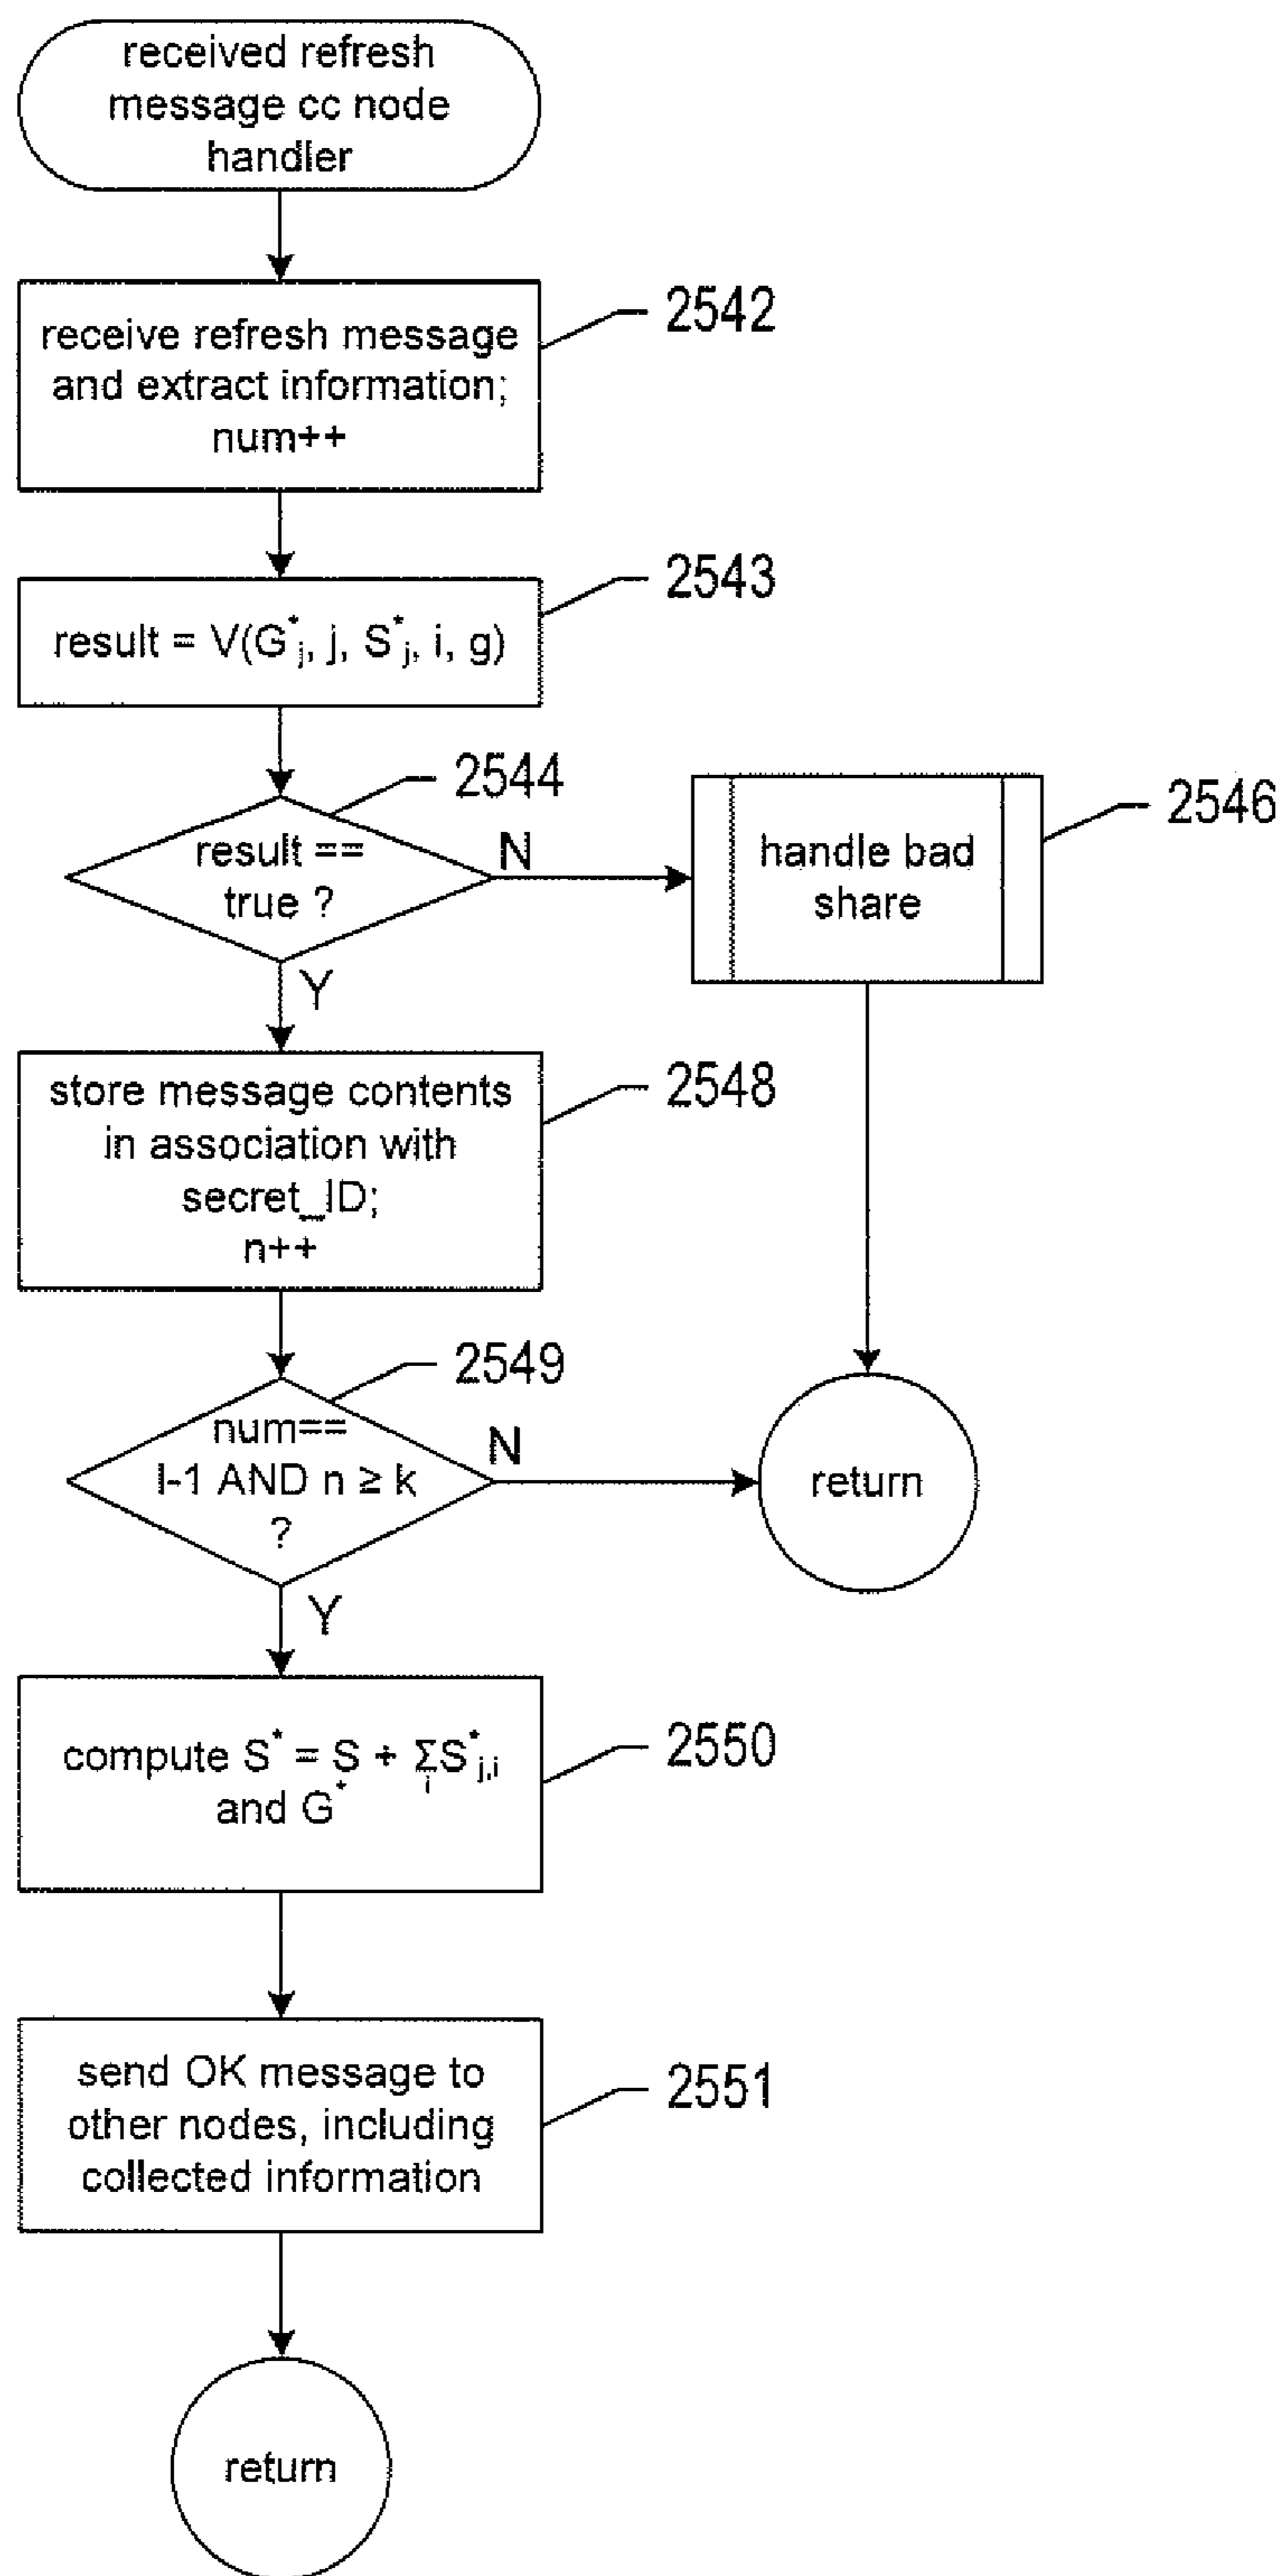 received refresh
message cc node
handler
receive refresh message
and extract information;
num++
2542
result = V(G*j, j, S*j, i, g)
2543
result ==
true ?
2544
N
Y
handle bad
share
2546
store message contents
in association with
secret_ID;
n++
2548
num==
l-1 AND n ≥ k
?
2549
N
return
Y
compute S* = S + ΣS*j,i
i
and G*
2550
send OK message to
other nodes, including
collected information
2551
return